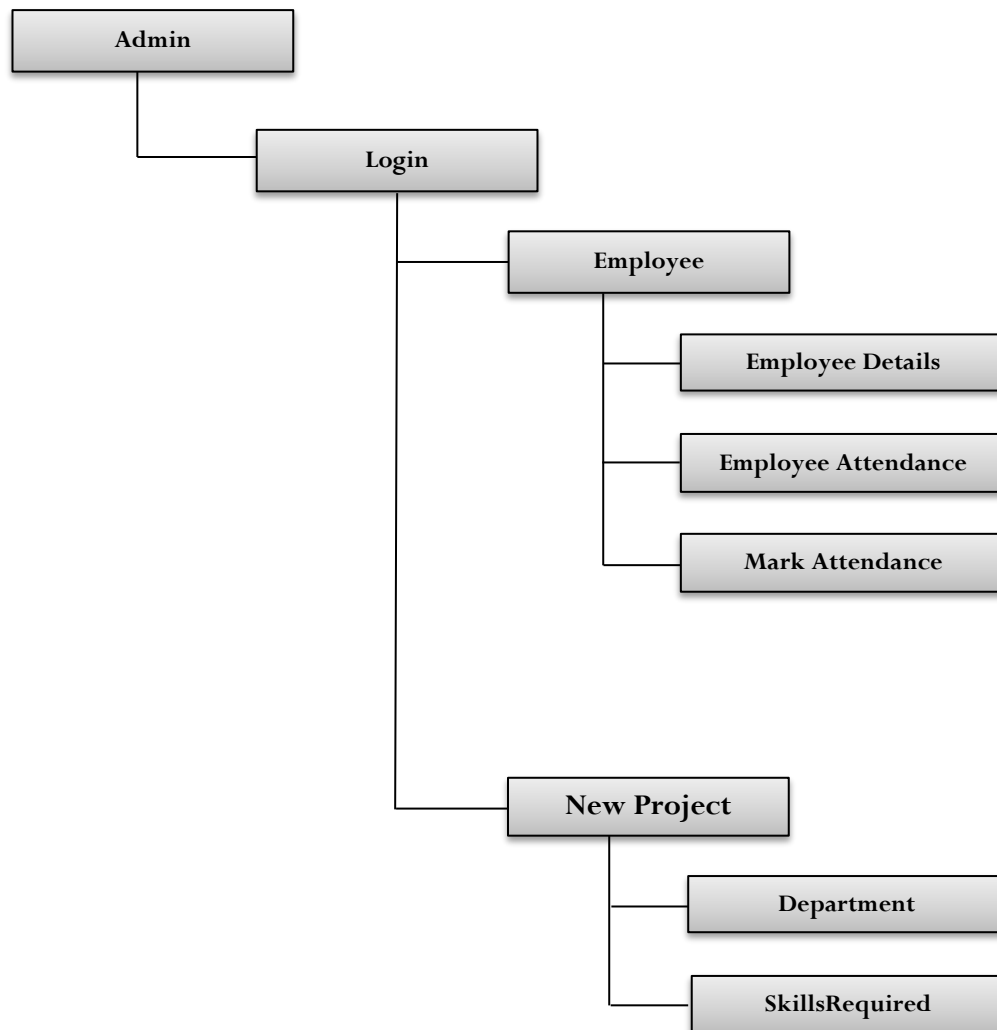 Admin
Login
Employee
Employee Details
Employee Attendance
Mark Attendance
New Project
Department
SkillsRequired